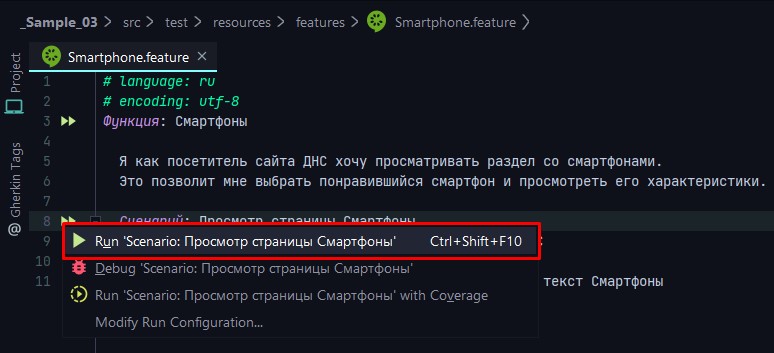 _Sample_03 > src > test > resources > features > Smartphone.feature >
Smartphone.feature ×
Project
Gherkin Tags
1 # language: ru
2 # encoding: utf-8
3 Функция: Смартфоны
4
5 Я как посетитель сайта ДНС хочу просматривать раздел со смартфонами.
6 Это позволит мне выбрать понравившийся смартфон и просмотреть его характеристики.
7
8 Сценарий: Просмотр страницы Смартфоны
9
Run 'Scenario: Просмотр страницы Смартфоны' Ctrl+Shift+F10
10
Debug 'Scenario: Просмотр страницы Смартфоны'
11 текст Смартфоны
Run 'Scenario: Просмотр страницы Смартфоны' with Coverage
Modify Run Configuration...